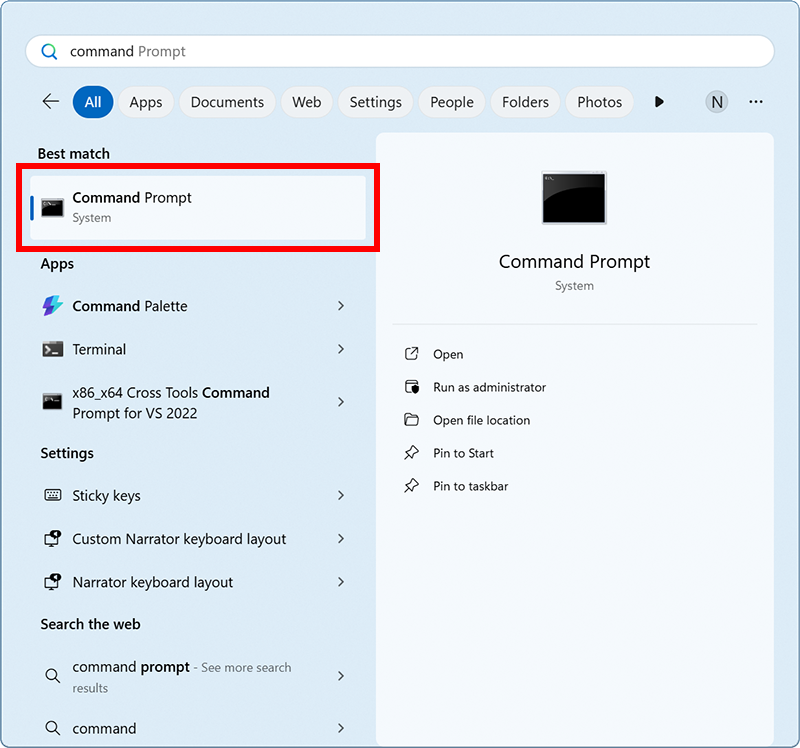 command Prompt
All Apps Documents Web Settings People Folders Photos N
Best match
Command Prompt
System
Apps
Command Palette
Terminal
x86_x64 Cross Tools Command
Prompt for VS 2022
Settings
Sticky keys
Custom Narrator keyboard layout
Narrator keyboard layout
Search the web
command prompt - See more search
results
command
Command Prompt
System
Open
Run as administrator
Open file location
Pin to Start
Pin to taskbar